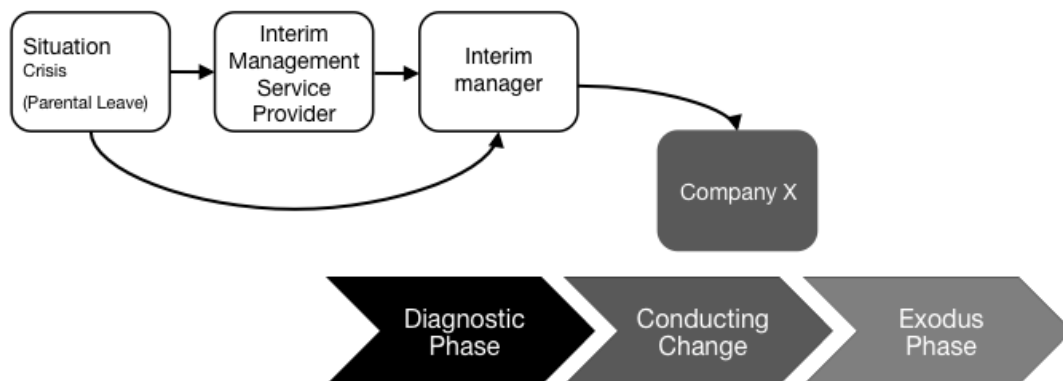 Situation
Crisis
(Parental Leave)
Interim
Management
Service
Provider
Interim
manager
Company X
Diagnostic
Phase
Conducting
Change
Exodus
Phase